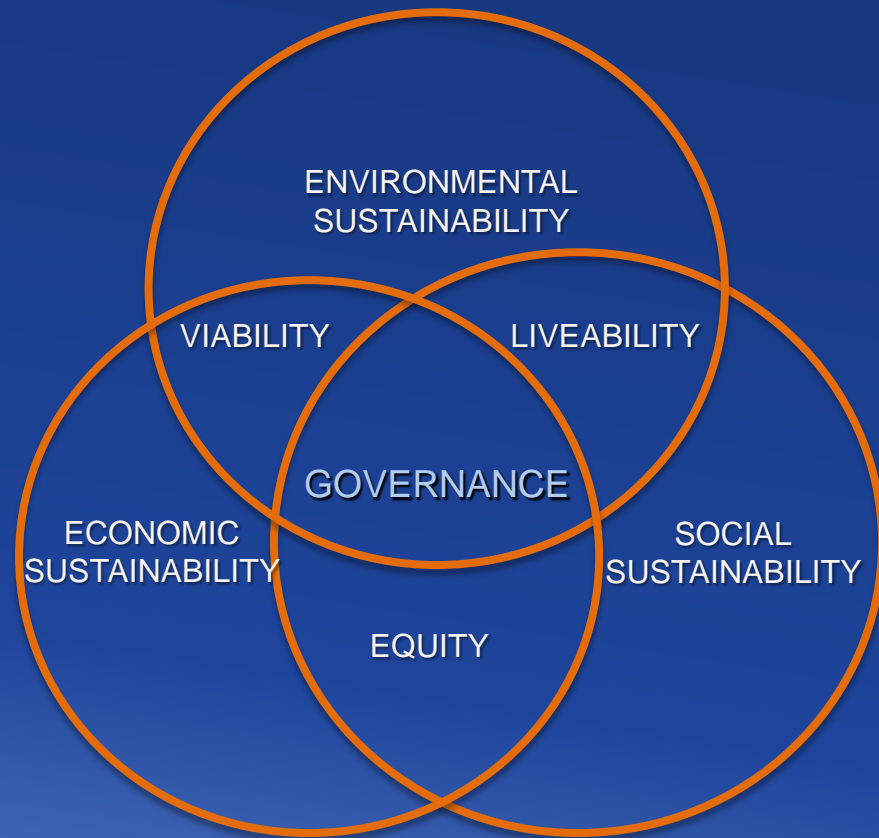 ENVIRONMENTAL
SUSTAINABILITY
VIABILITY
LIVEABILITY
GOVERNANCE
ECONOMIC
SUSTAINABILITY
SOCIAL
SUSTAINABILITY
EQUITY